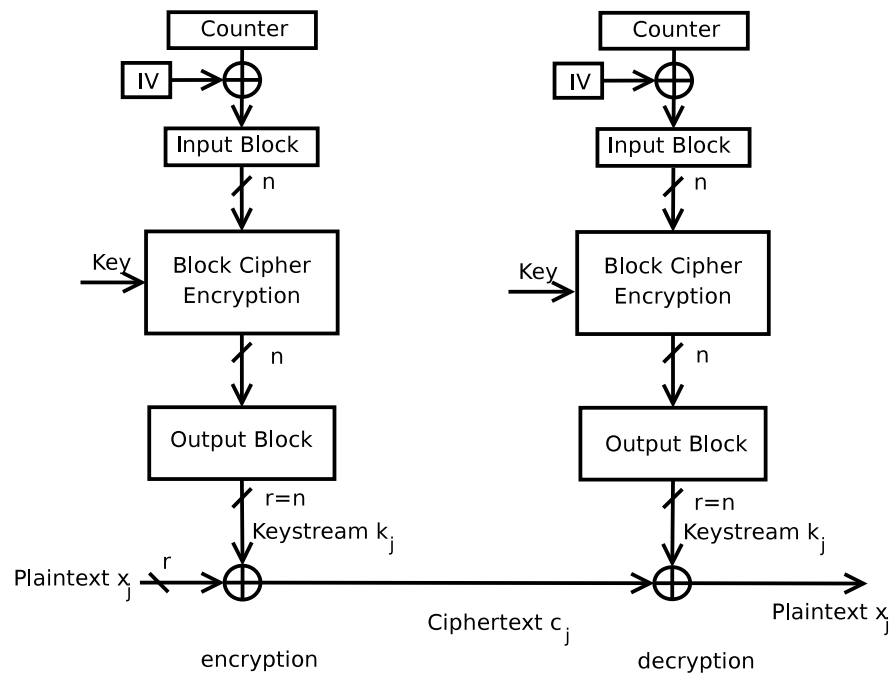 Counter
IV
Input Block
n
Key
Block Cipher
Encryption
n
Output Block
r=n
Keystream k_j
Plaintext x_j
r
encryption
Counter
IV
Input Block
n
Key
Block Cipher
Encryption
n
Output Block
r=n
Keystream k_j
Ciphertext c_j
Plaintext x_j
decryption